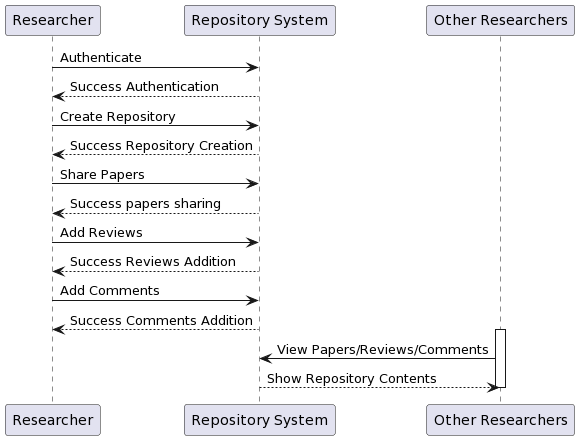 Researcher
Repository System
Other Researchers
Authenticate
Success Authentication
Create Repository
Success Repository Creation
Share Papers
Success papers sharing
Add Reviews
Success Reviews Addition
Add Comments
Success Comments Addition
View Papers/Reviews/Comments
Show Repository Contents
Researcher
Repository System
Other Researchers